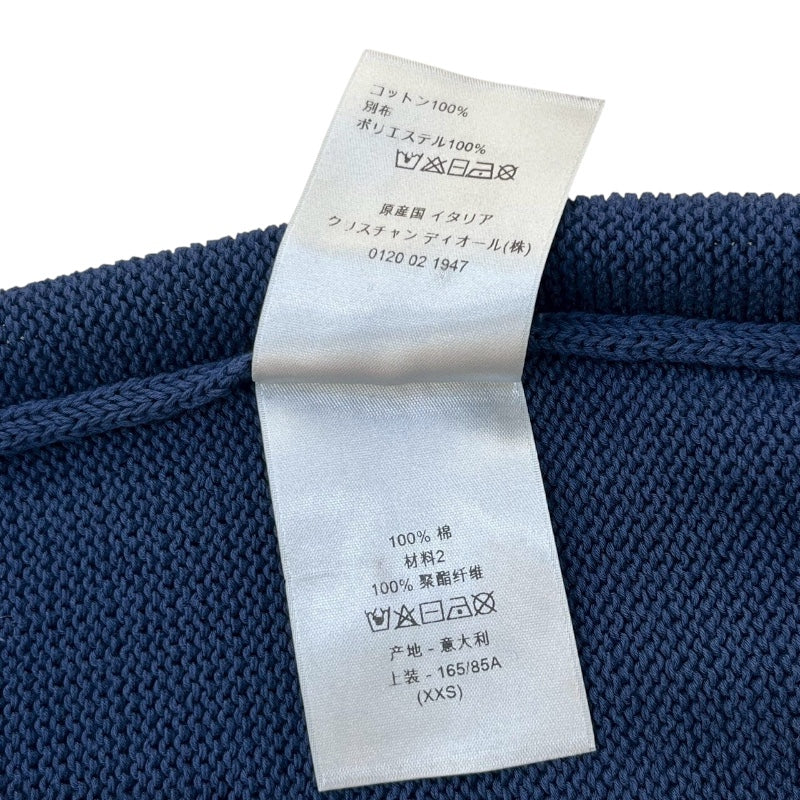 コットン100%
別布
ポリエステル100%
原産国 イタリア
クリスチャン ディオール(株)
0120 02 1947
100% 棉
材料2
100% 聚酯纤维
产地 - 意大利
上装 - 165/85A
(XXS)